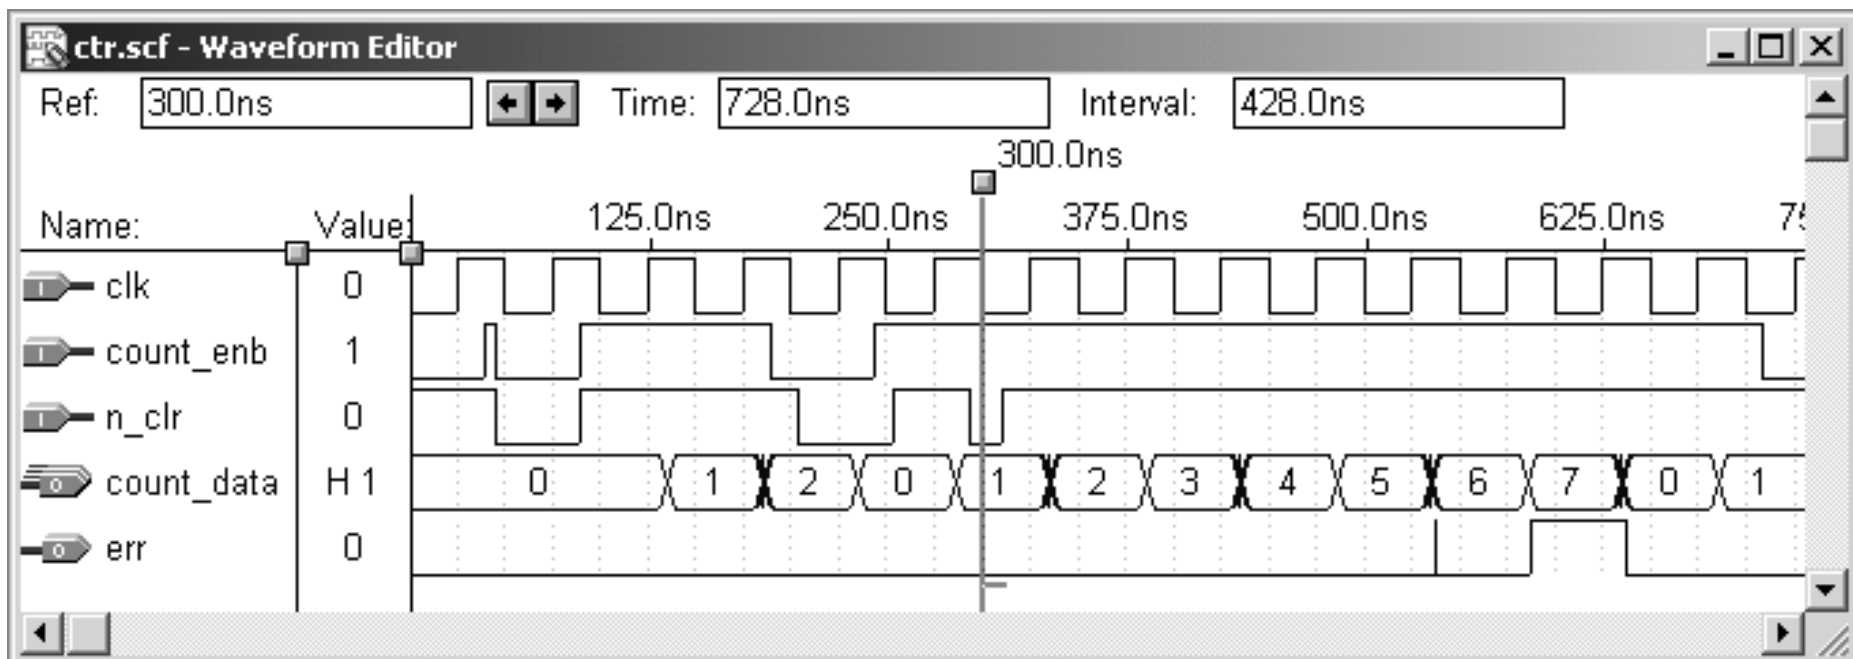 ctr.scf - Waveform Editor
Ref: 300.0ns Time: 728.0ns Interval: 428.0ns
300.0ns
Name: Value: 125.0ns 250.0ns 375.0ns 500.0ns 625.0ns 75
I clk 0
I count_enb 1
I n_clr 0
O count_data H 1 0 1 2 0 1 2 3 4 5 6 7 0 1
O err 0